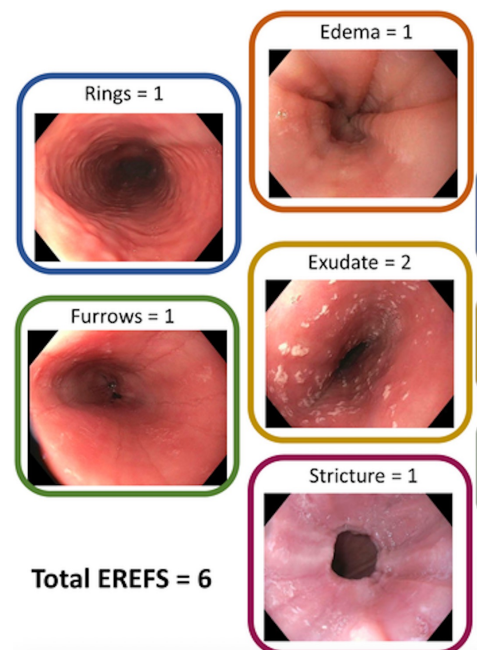 Edema = 1
Rings = 1
Exudate = 2
Furrows = 1
Stricture = 1
Total EREFS = 6